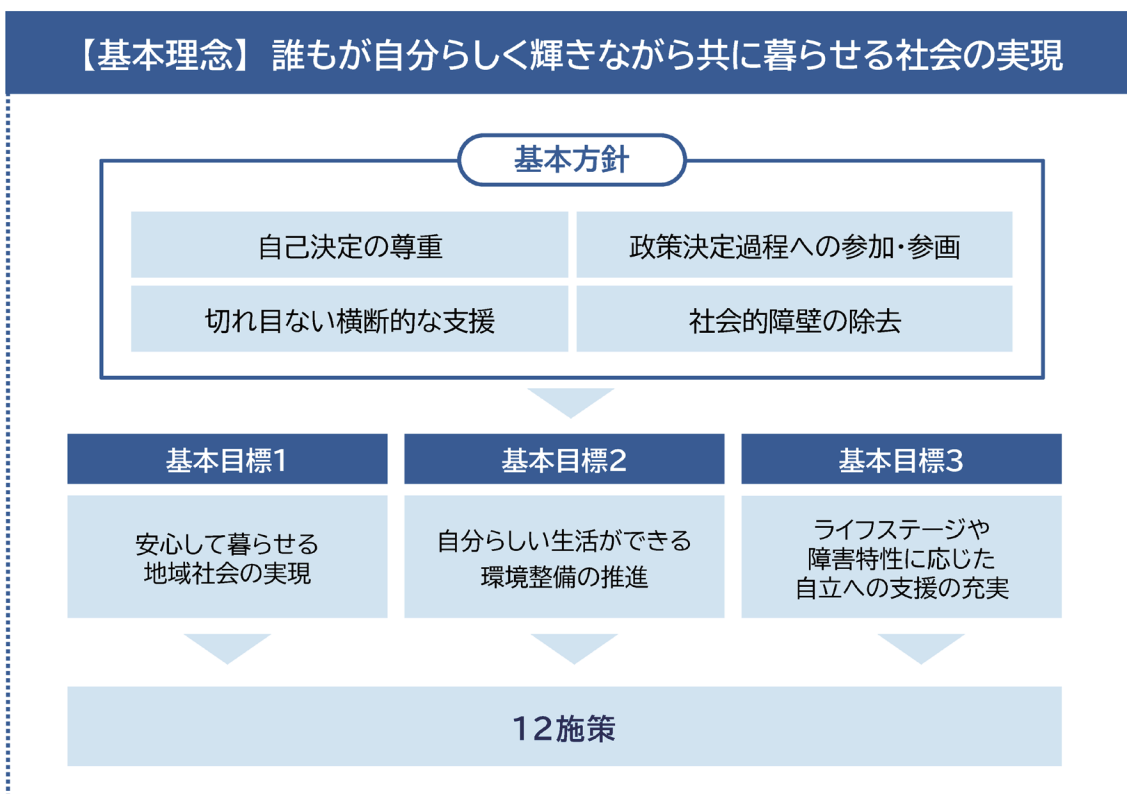 【基本理念】 誰もが自分らしく輝きながら共に暮らせる社会の実現
基本方針
自己決定の尊重
政策決定過程への参加・参画
切れ目ない横断的な支援
社会的障壁の除去
基本目標1
基本目標2
基本目標3
安心して暮らせる
地域社会の実現
自分らしい生活ができる
環境整備の推進
ライフステージや
障害特性に応じた
自立への支援の充実
12施策